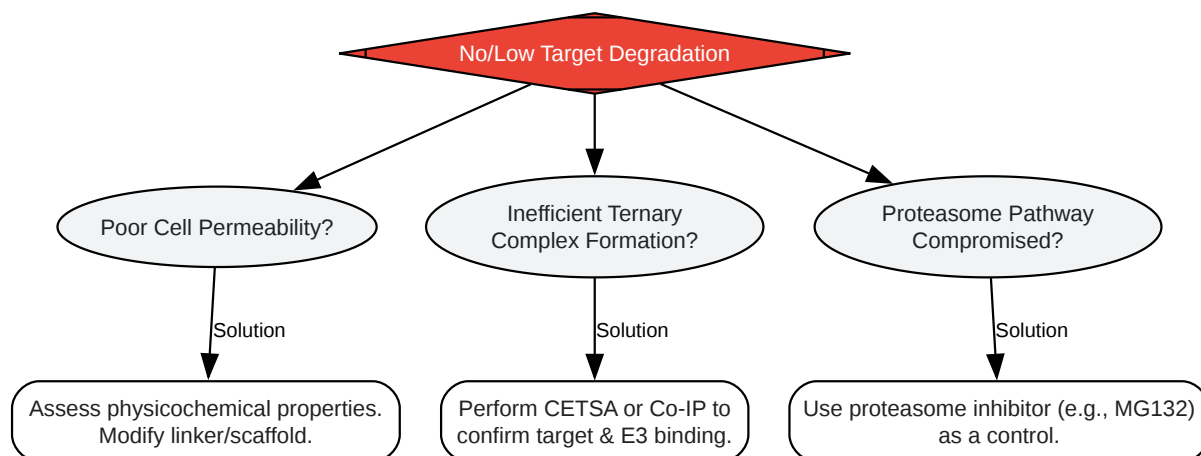 No/Low Target Degradation
Poor Cell Permeability?
Inefficient Ternary
Complex Formation?
Proteasome Pathway
Compromised?
Solution
Solution
Solution
Assess physicochemical properties.
Modify linker/scaffold.
Perform CETSA or Co-IP to
confirm target & E3 binding.
Use proteasome inhibitor (e.g., MG132)
as a control.